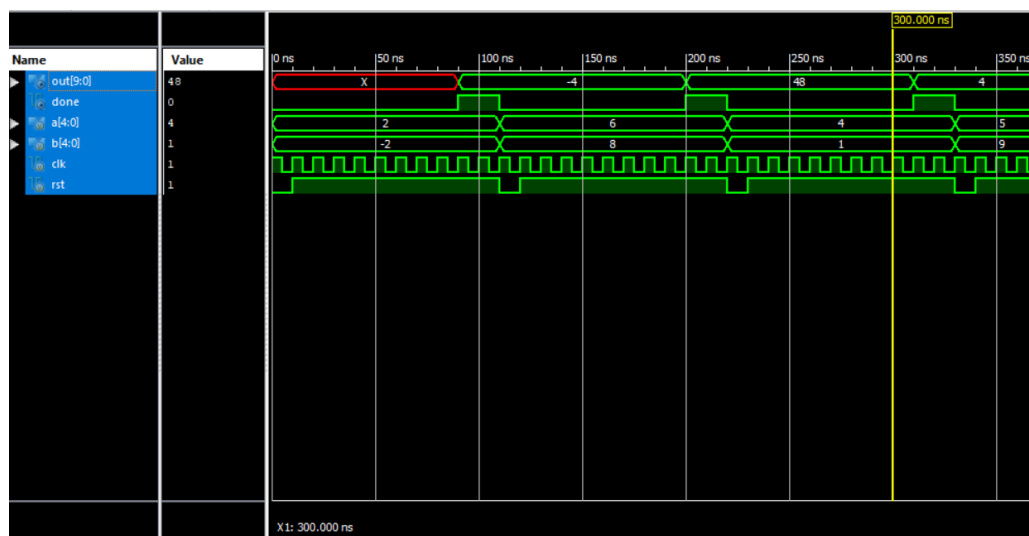 300.000 ns
Name Value
0 ns 50 ns 100 ns 150 ns 200 ns 250 ns 300 ns 350 ns
out[9:0] 48 X -4 48 4
done 0
a[4:0] 4 2 6 4 5
b[4:0] 1 -2 8 1 9
clk 1
rst 1
X1: 300.000 ns